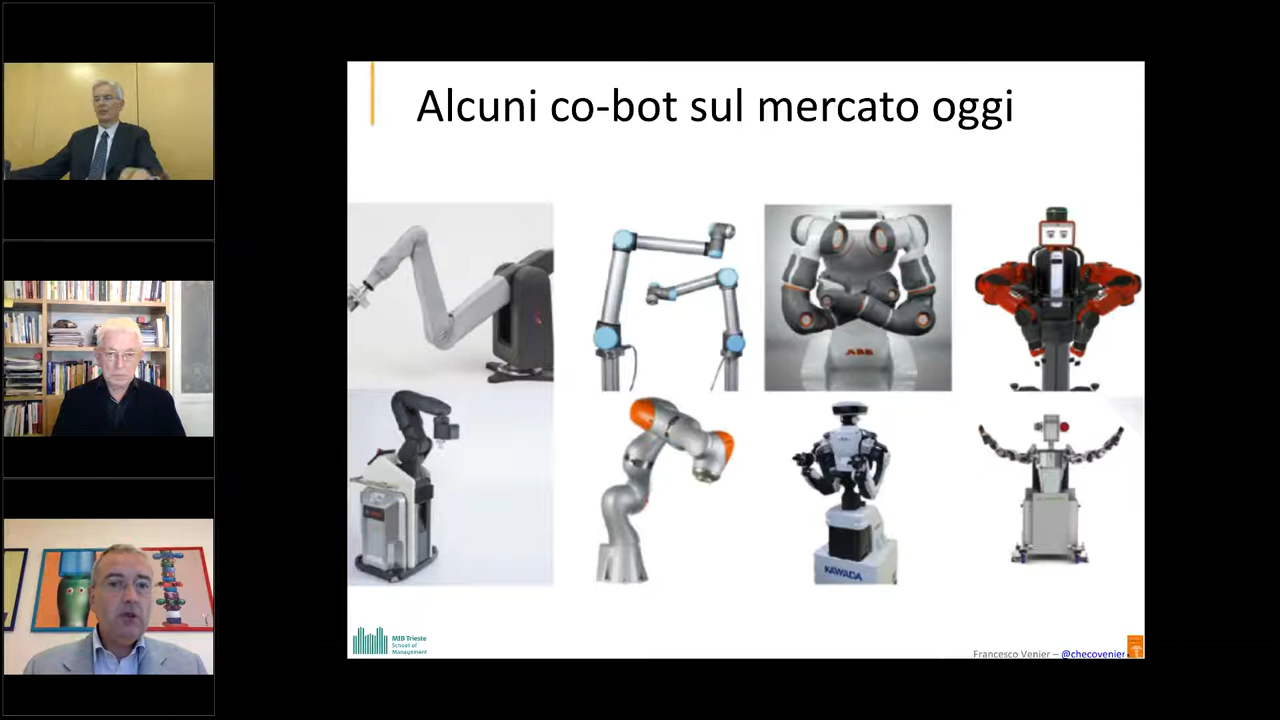 Alcuni co-bot sul mercato oggi
ABB
KAWADA
MIB Trieste
School of
Management
Francesco Venier – @checovenier